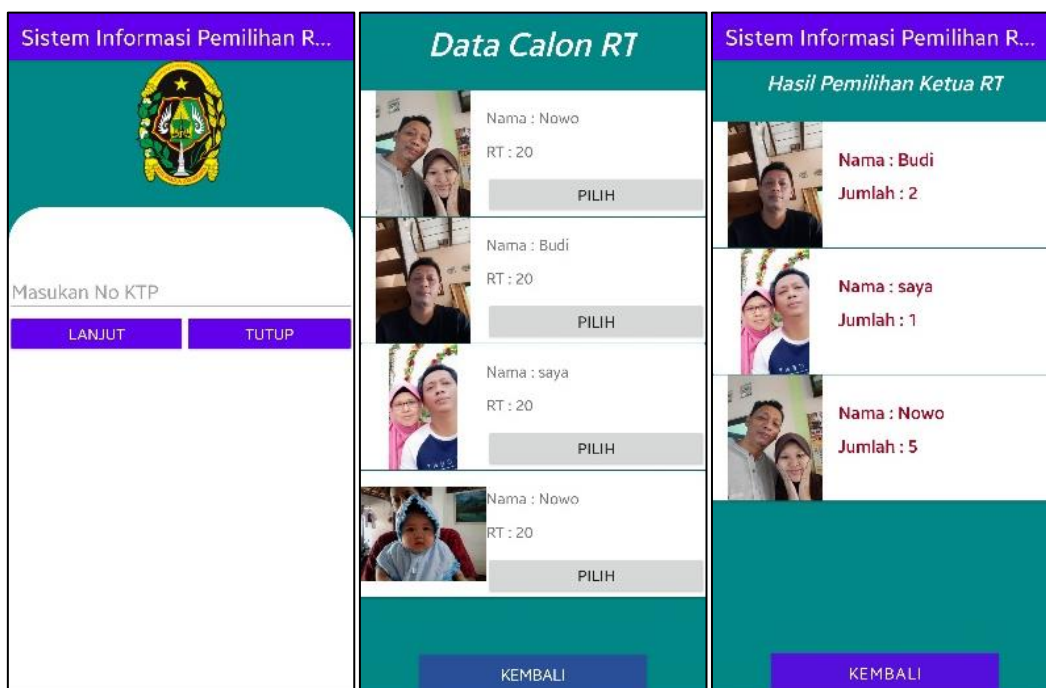 Sistem Informasi Pemilihan R...
Masukan No KTP
LANJUT
TUTUP
Data Calon RT
Nama : Nowo
RT : 20
PILIH
Nama : Budi
RT : 20
PILIH
Nama : saya
RT : 20
PILIH
Nama : Nowo
RT : 20
PILIH
KEMBALI
Sistem Informasi Pemilihan R...
Hasil Pemilihan Ketua RT
Nama : Budi
Jumlah : 2
Nama : saya
Jumlah : 1
Nama : Nowo
Jumlah : 5
KEMBALI